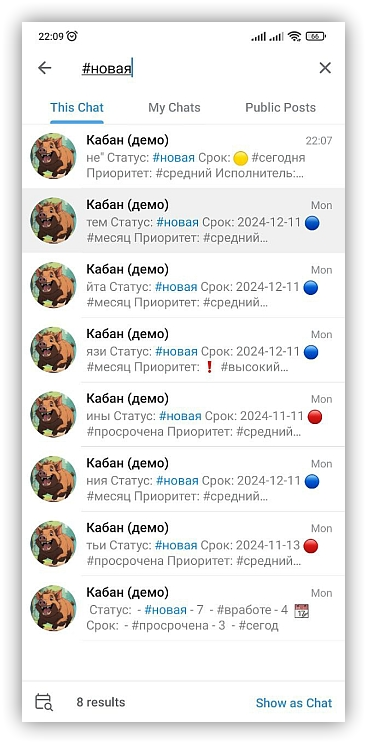 22:09 66
#новая
This Chat My Chats Public Posts
Кабан (демо) 22:07
не" Статус: #новая Срок: #сегодня
Приоритет: #средний Исполнитель:...
Кабан (демо) Mon
тем Статус: #новая Срок: 2024-12-11
#месяц Приоритет: #средний...
Кабан (демо) Mon
йта Статус: #новая Срок: 2024-12-11
#месяц Приоритет: #средний...
Кабан (демо) Mon
язи Статус: #новая Срок: 2024-12-11
#месяц Приоритет: ❗ #высокий...
Кабан (демо) Mon
ины Статус: #новая Срок: 2024-11-11
#просрочена Приоритет: #средний...
Кабан (демо) Mon
ния Статус: #новая Срок: 2024-12-11
#месяц Приоритет: #средний...
Кабан (демо) Mon
тьи Статус: #новая Срок: 2024-11-13
#просрочена Приоритет: #средний...
Кабан (демо) Mon
Статус: - #новая - 7 - #вработе - 4
Срок: - #просрочена - 3 - #сегод
8 results Show as Chat